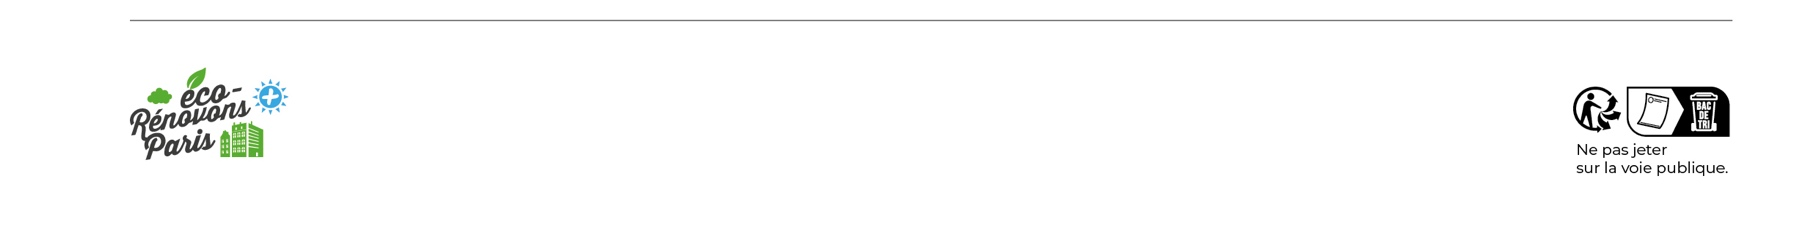 éco-
Rénovons
Paris
BAC
DE
TRI
Ne pas jeter
sur la voie publique.